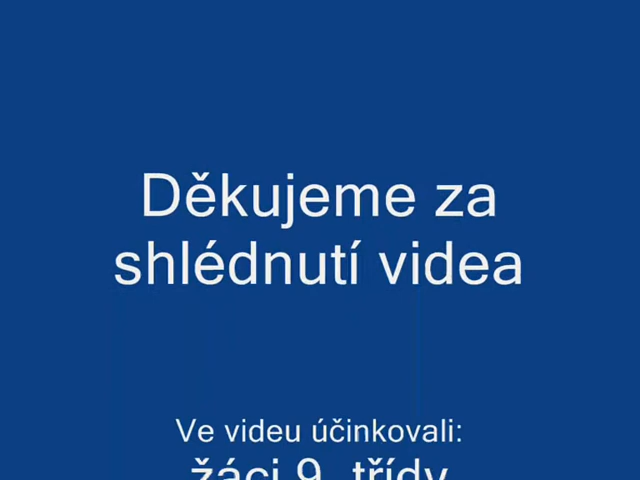 Děkujeme za
shlédnutí videa
Ve videu účinkovali:
žáci 9. třídy